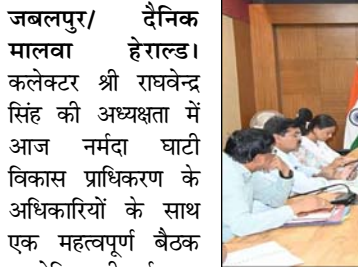 जबलपुर/ दैनिक
मालवा हेराल्ड।
कलेक्टर श्री राघवेन्द्र
सिंह की अध्यक्षता में
आज नर्मदा घाटी
विकास प्राधिकरण के
अधिकारियों के साथ
एक महत्वपूर्ण बैठक